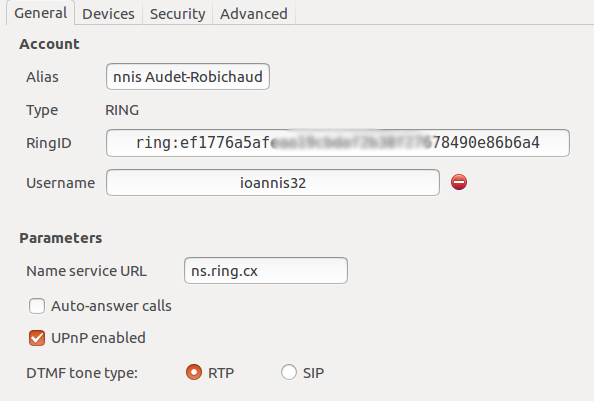 General Devices Security Advanced
Account
Alias nnis Audet-Robichaud
Type RING
RingID ring:ef1776a5af 78490e86b6a4
Username ioannis32
Parameters
Name service URL ns.ring.cx
Auto-answer calls
UPnP enabled
DTMF tone type: RTP SIP